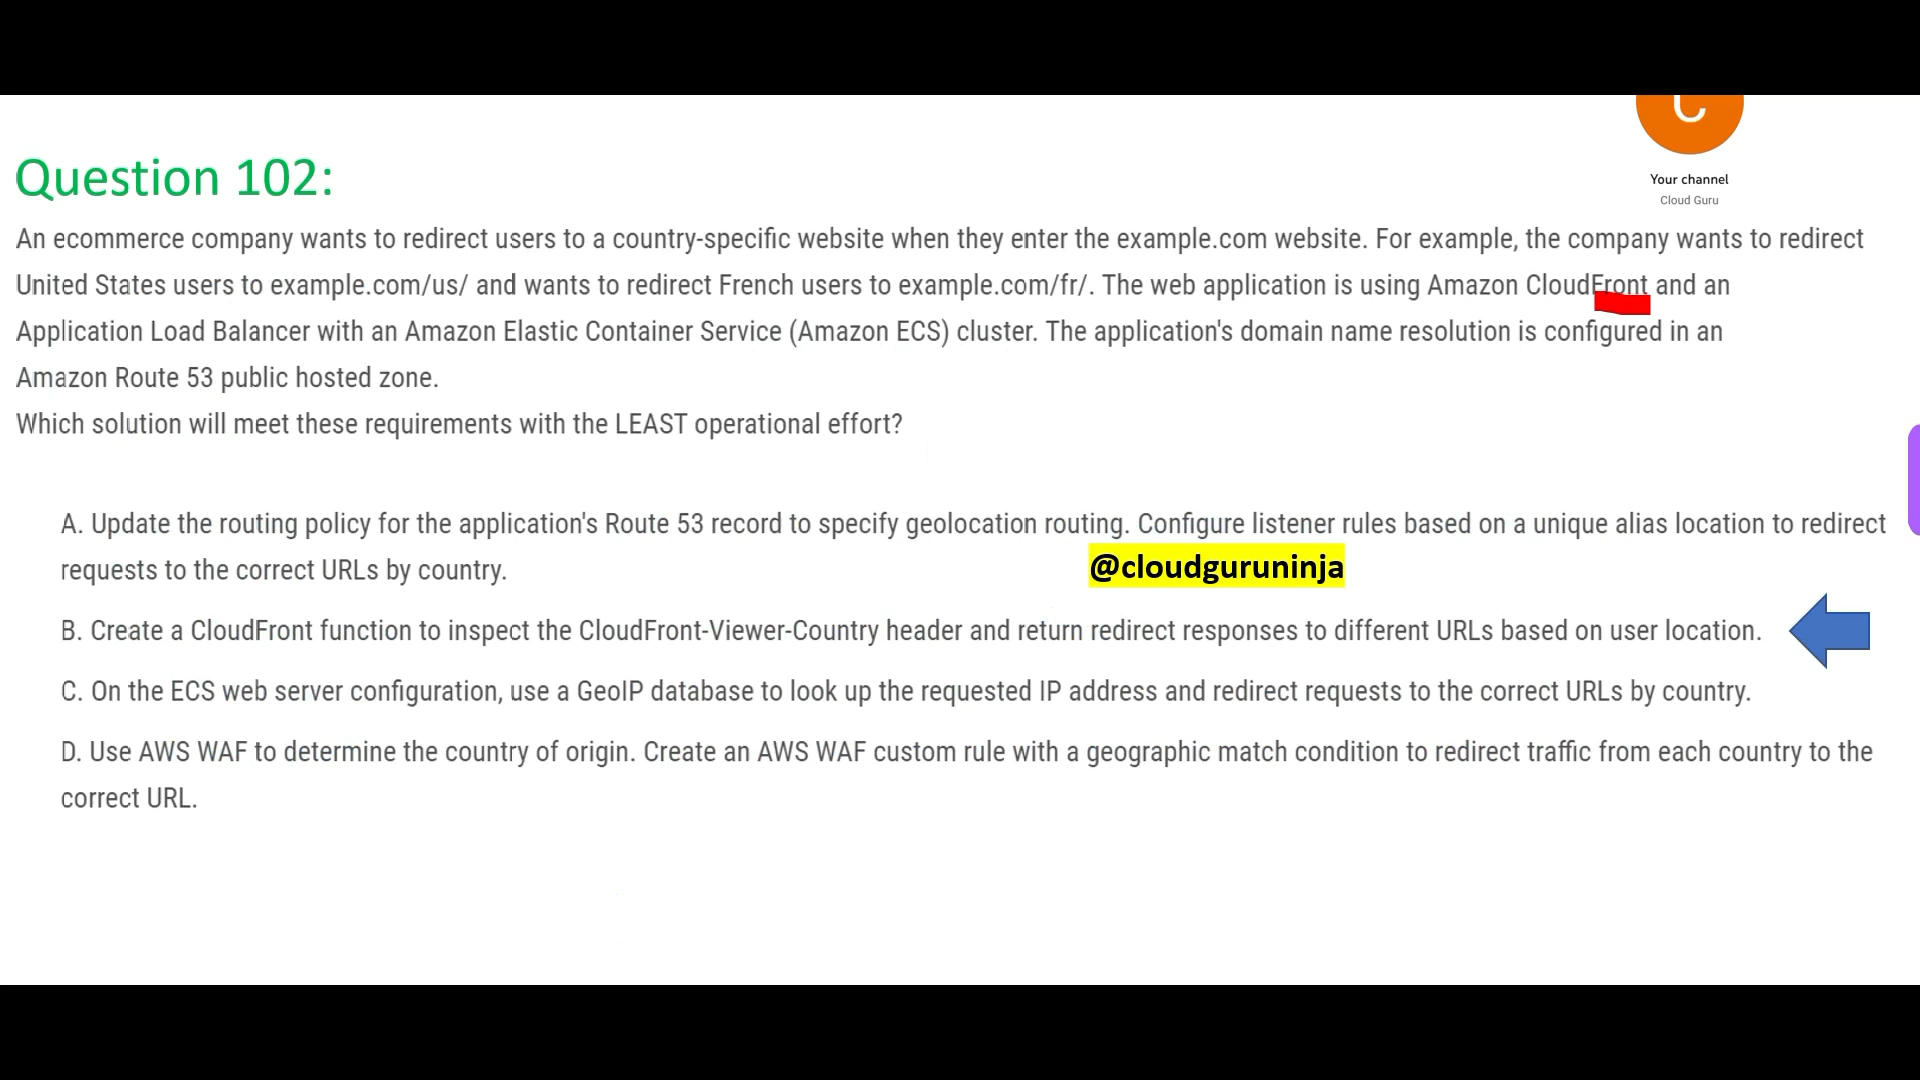 Your channel
Cloud Guru
Question 102:
An ecommerce company wants to redirect users to a country-specific website when they enter the example.com website. For example, the company wants to redirect
United States users to example.com/us/ and wants to redirect French users to example.com/fr/. The web application is using Amazon CloudFront and an
Application Load Balancer with an Amazon Elastic Container Service (Amazon ECS) cluster. The application's domain name resolution is configured in an
Amazon Route 53 public hosted zone.
Which solution will meet these requirements with the LEAST operational effort?
A. Update the routing policy for the application's Route 53 record to specify geolocation routing. Configure listener rules based on a unique alias location to redirect
requests to the correct URLs by country.
@cloudguruninja
B. Create a CloudFront function to inspect the CloudFront-Viewer-Country header and return redirect responses to different URLs based on user location.
C. On the ECS web server configuration, use a GeoIP database to look up the requested IP address and redirect requests to the correct URLs by country.
D. Use AWS WAF to determine the country of origin. Create an AWS WAF custom rule with a geographic match condition to redirect traffic from each country to the
correct URL.